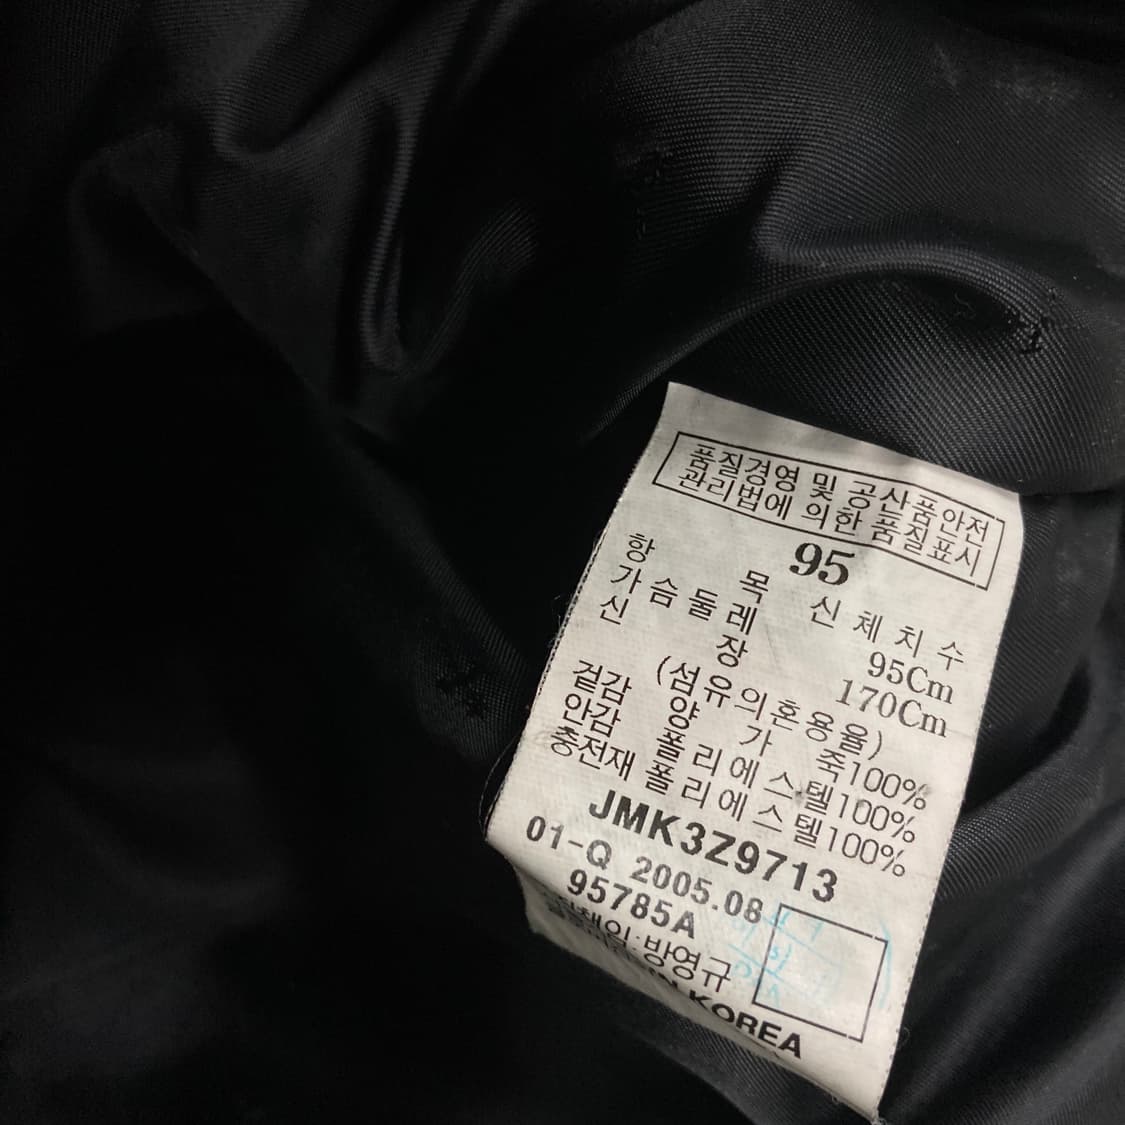 품질경영 및 공산품안전
관리법에 의한 품질표시
95
항 목 신체치수
가슴둘레 95Cm
신 장 170Cm
(섬유의혼용율)
겉감 양 가 죽100%
안감 폴리에스텔100%
충전재 폴리에스텔100%
JMK3Z9713
01-Q 2005.08
95785A
책임:방영규
IN KOREA